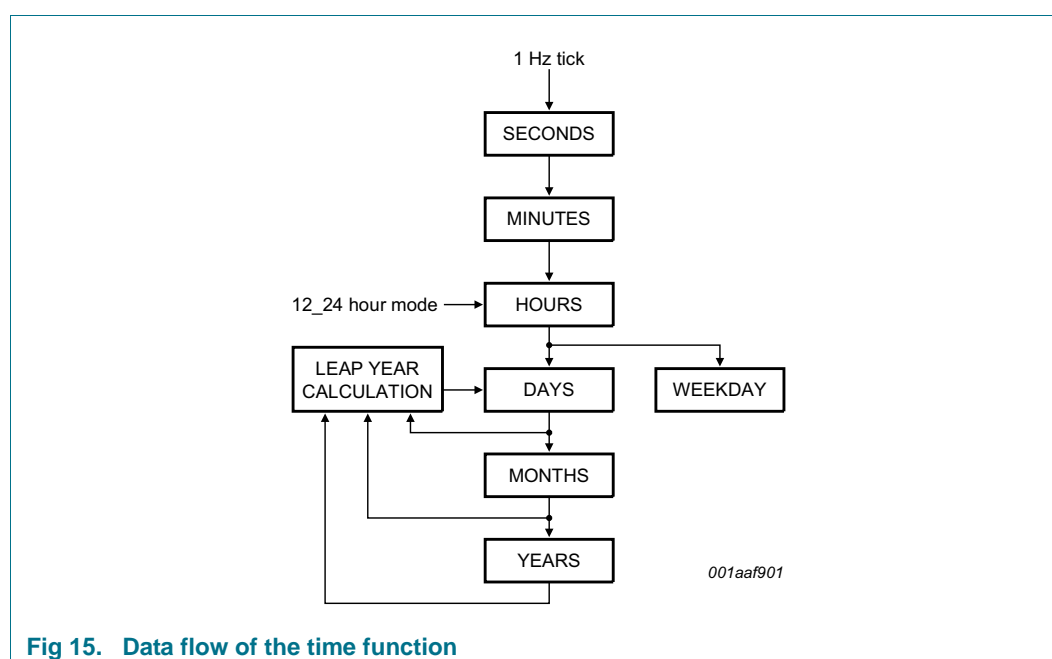 1 Hz tick
SECONDS
MINUTES
12_24 hour mode
HOURS
LEAP YEAR
CALCULATION
DAYS
WEEKDAY
MONTHS
YEARS
001aaf901
Fig 15. Data flow of the time function